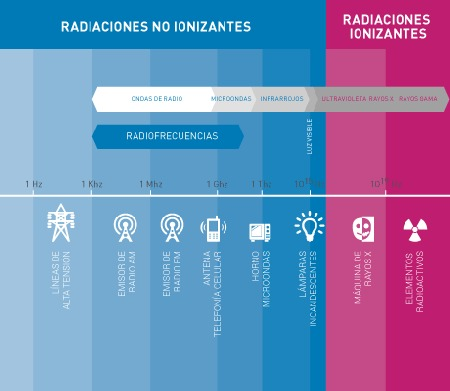 RADIACIONES NO IONIZANTES
RADIACIONES
IONIZANTES
ONDAS DE RADIO
MICFOONDAS
INFRARROJOS
ULTRAVIOLETA RAYOS X RaYOS GAMA
LUZ VISIBLE
RADIOFRECUENCIAS
1 Hz
1 Khz
1 Mhz
1 Ghz
1 Thz
LÍNEAS DE
ALTA TENSION
EMISOR DE
RADIO AM
EMISOR DE
RADIO FM
ANTENA
TELEFONÍA CELULAR
HORNO
MICROONDAS
LÁMPARAS
INCANDESCENTES
MÁQUINA DE
RAYOS X
ELEMENTOS
RADIOACTIVOS